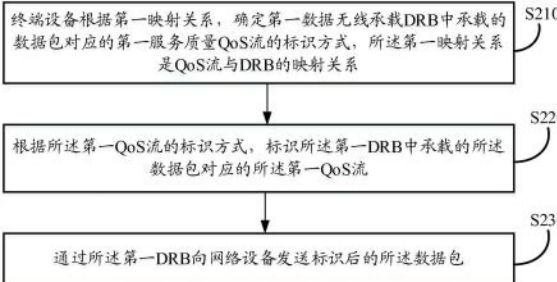 终端设备根据第一映射关系，确定第一数据无线承载DRB中承载的
数据包对应的第一服务质量QoS流的标识方式，所述第一映射关系
是QoS流与DRB的映射关系
S210
根据所述第一QoS流的标识方式，标识所述第一DRB中承载的所述
数据包对应的所述第一QoS流
S22
通过所述第一DRB向网络设备发送标识后的所述数据包
S23